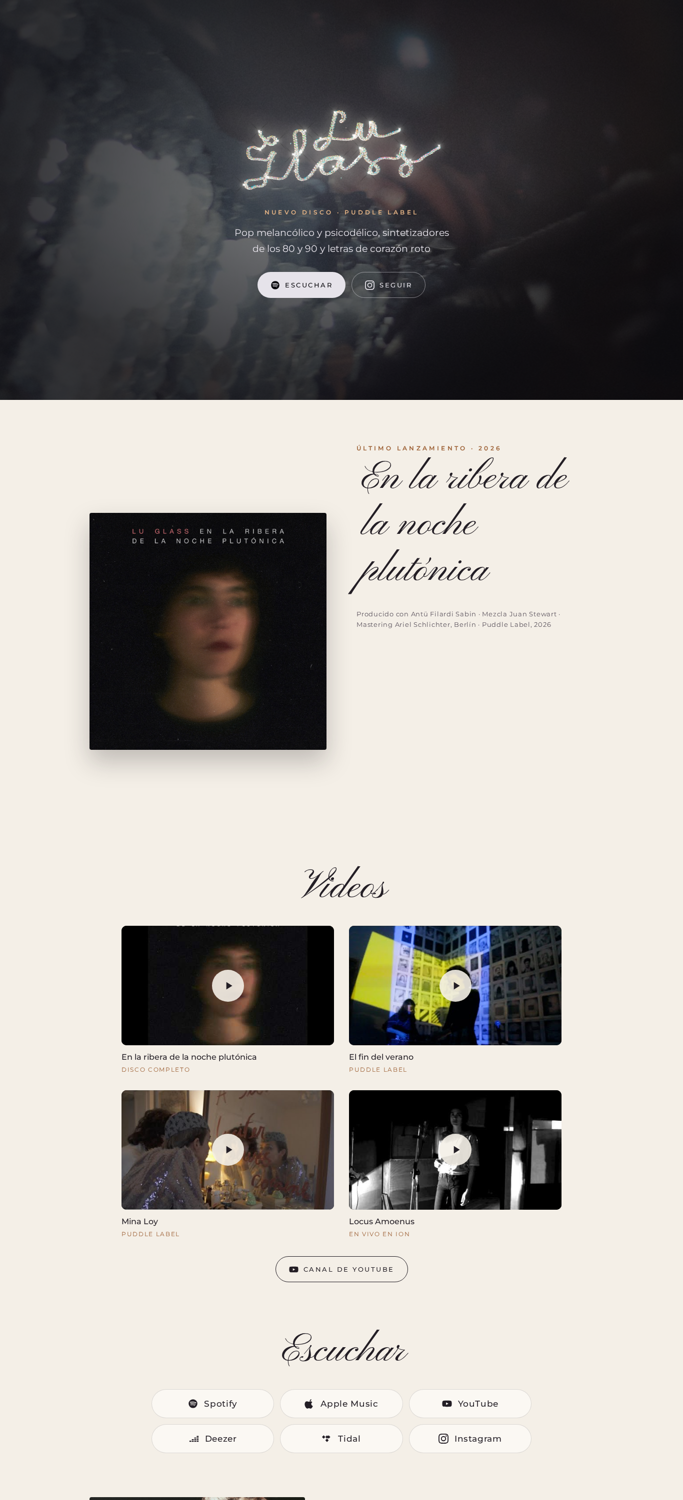 Lu
Glass
NUEVO DISCO · PUDDLE LABEL
Pop melancólico y psicodélico, sintetizadores
de los 80 y 90 y letras de corazón roto
ESCUCHAR
SEGUIR
ÚLTIMO LANZAMIENTO · 2026
En la ribera de
la noche
plutónica
LU GLASS EN LA RIBERA
DE LA NOCHE PLUTÓNICA
Producido con Antú Filardi Sabin · Mezcla Juan Stewart ·
Mastering Ariel Schlichter, Berlin · Puddle Label, 2026
Videos
En la ribera de la noche plutónica
DISCO COMPLETO
El fin del verano
PUDDLE LABEL
Mina Loy
PUDDLE LABEL
Locus Amoenus
EN VIVO EN ION
CANAL DE YOUTUBE
Escuchar
Spotify
Apple Music
YouTube
Deezer
Tidal
Instagram